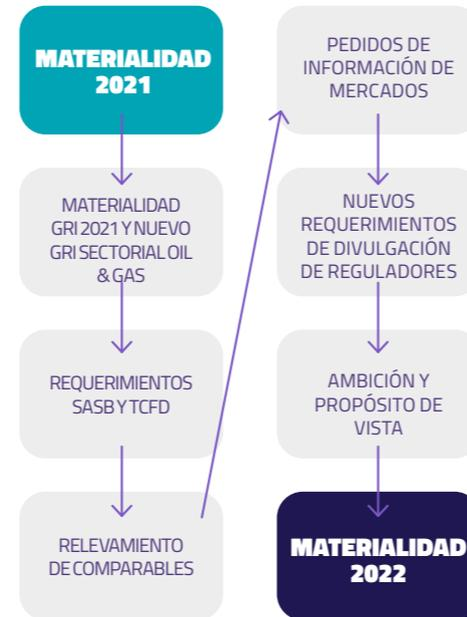 MATERIALIDAD
2021
MATERIALIDAD
GRI 2021 Y NUEVO
GRI SECTORIAL OIL
& GAS
REQUERIMIENTOS
SASB Y TCFD
RELEVAMIENTO
DE COMPARABLES
PEDIDOS DE
INFORMACIÓN DE
MERCADOS
NUEVOS
REQUERIMIENTOS
DE DIVULGACIÓN
DE REGULADORES
AMBICIÓN Y
PROPÓSITO DE
VISTA
MATERIALIDAD
2022